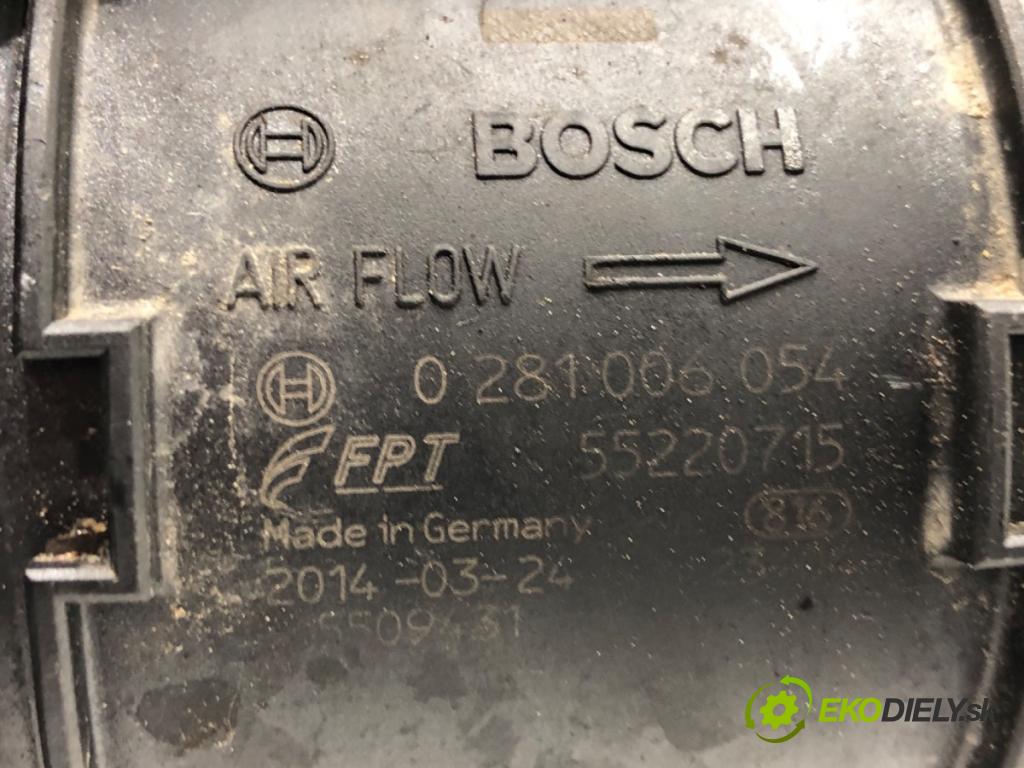 BOSCH
AIR FLOW
0 281 006 054
FPT 55220715
Made in Germany 816
2014-03-24
EKODIELY.sk